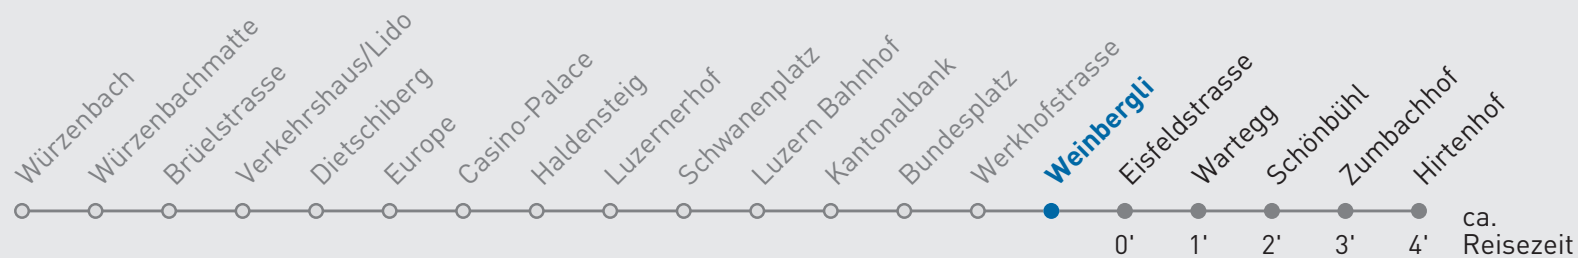 Würzenbach
Würzenbachmatte
Brüelstrasse
Verkehrshaus/Lido
Dietschiberg
Europe
Casino-Palace
Haldensteig
Luzernerhof
Schwanenplatz
Luzern Bahnhof
Kantonalbank
Bundesplatz
Werkhofstrasse
Weinbergli
Eisfeldstrasse
Wartegg
Schönbühl
Zumbachhof
Hirtenhof
ca.
0' 1' 2' 3' 4' Reisezeit